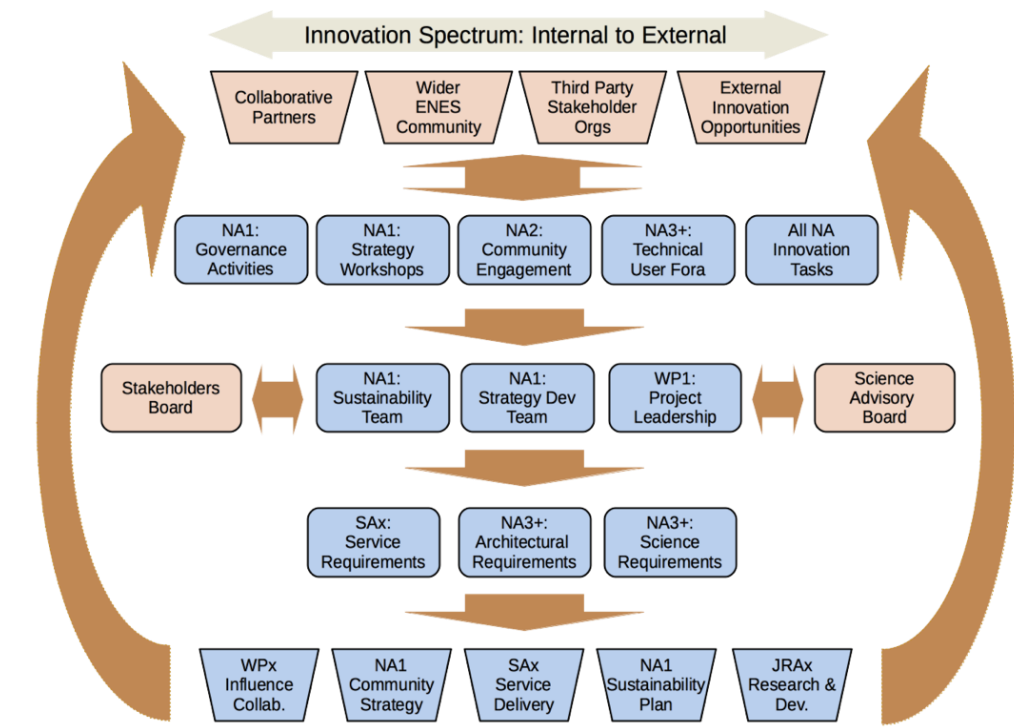 Innovation Spectrum: Internal to External
Collaborative
Partners
Wider
ENES
Community
Third Party
Stakeholder
Orgs
External
Innovation
Opportunities
NA1:
Governance
Activities
NA1:
Strategy
Workshops
NA2:
Community
Engagement
NA3+:
Technical
User Fora
All NA
Innovation
Tasks
Stakeholders
Board
NA1:
Sustainability
Team
NA1:
Strategy Dev
Team
WP1:
Project
Leadership
Science
Advisory
Board
SAx:
Service
Requirements
NA3+:
Architectural
Requirements
NA3+:
Science
Requirements
WPx
Influence
Collab.
NA1
Community
Strategy
SAx
Service
Delivery
NA1
Sustainability
Plan
JRAx
Research &
Dev.